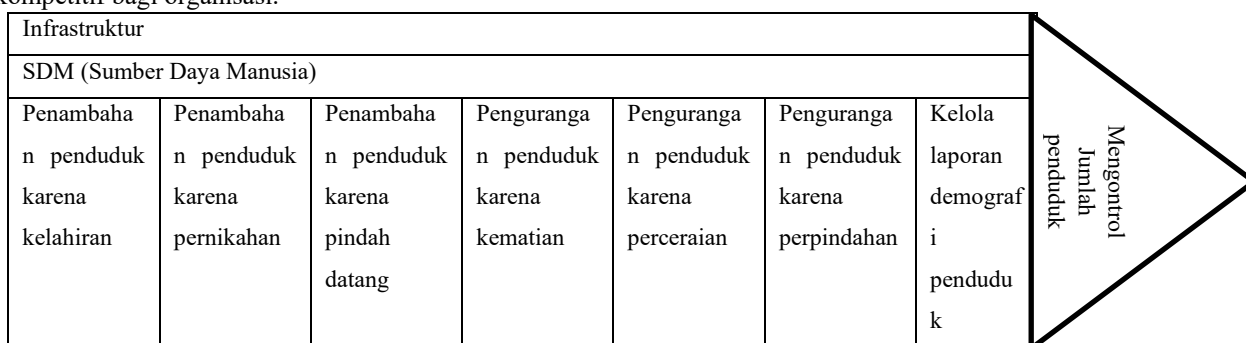 kompetitif bagi organisasi.
Infrastruktur
SDM (Sumber Daya Manusia)
Penambaha
n penduduk
karena
kelahiran
Penambaha
n penduduk
karena
pernikahan
Penambaha
n penduduk
karena
pindah
datang
Penguranga
n penduduk
karena
kematian
Penguranga
n penduduk
karena
perceraian
Penguranga
n penduduk
karena
perpindahan
Kelola
laporan
demograf
i
pendudu
k
Mengontrol
Jumlah
penduduk